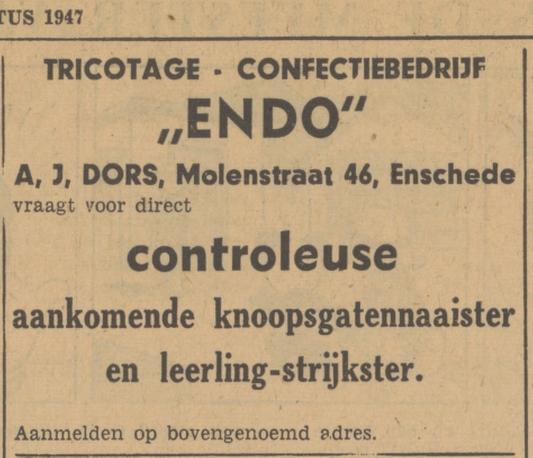 TUS 1947
TRICOTAGE - CONFECTIEBEDRIJF
„ENDO“
A, J, DORS, Molenstraat 46, Enschede
vraagt voor direct
controleuse
aankomende knoopsgatennaaister
en leerling-strijkster.
Aanmelden op bovengenoemd adres.